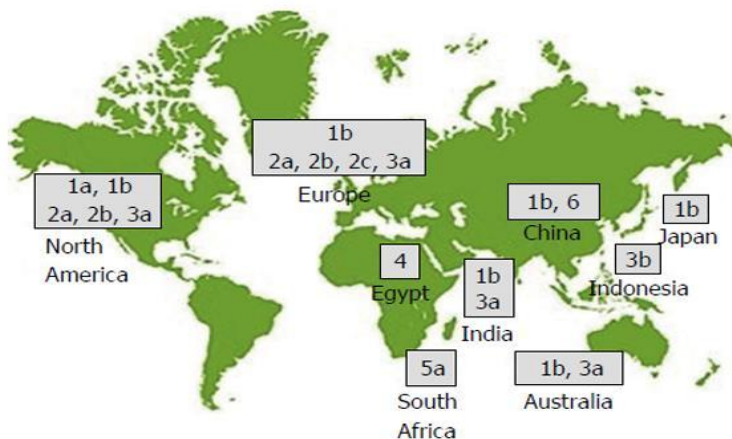 1b
2a, 2b, 2c, 3a
Europe
1a, 1b
2a, 2b, 3a
North
America
1b, 6
China
1b
Japan
4
Egypt
1b
3a
India
3b
Indonesia
5a
South
Africa
1b, 3a
Australia